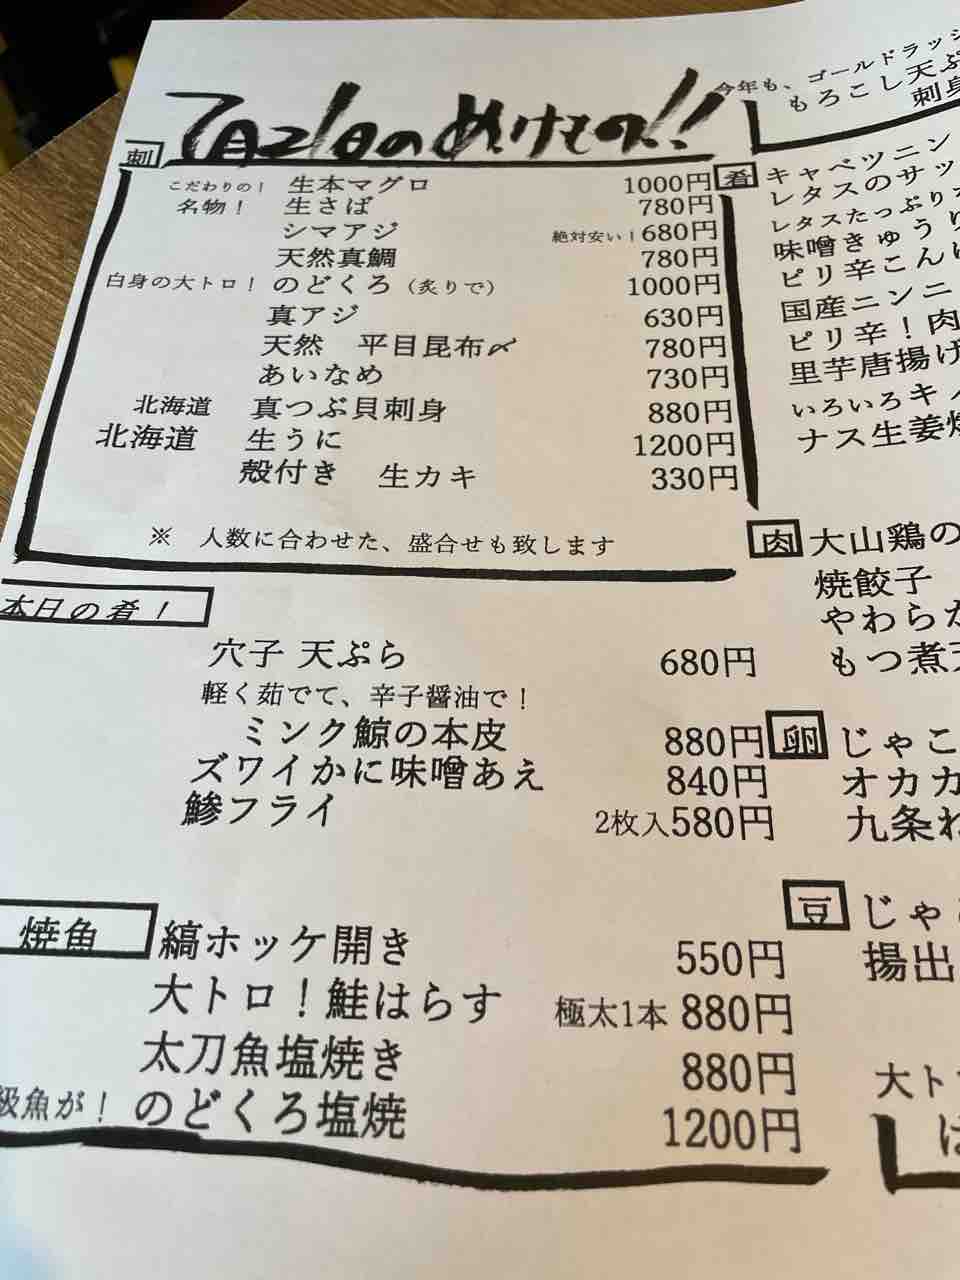 7月21日のぬけもの!!
刺
こだわりの！ 生本マグロ 1000円
名物！ 生さば 780円
シマアジ 絶対安い！680円
天然真鯛 780円
白身の大トロ！ のどくろ（炙りで） 1000円
真アジ 630円
天然 平目昆布〆 780円
あいなめ 730円
北海道 真つぶ貝刺身 880円
北海道 生うに 1200円
殻付き 生カキ 330円
※ 人数に合わせた、盛合せも致します
本日の肴！
穴子 天ぷら 680円
軽く茹でて、辛子醤油で！
ミンク鯨の本皮 880円
ズワイかに味噌あえ 840円
鯵フライ 2枚入580円
焼魚
縞ホッケ開き 550円
大トロ！鮭はらす 極太1本 880円
太刀魚塩焼き 880円
級魚が！ のどくろ塩焼 1200円
今年も、ゴールドラッシ
もろこし天ぷ
刺身
肴
キャベツニン
レタスのサッ
レタスたっぷり
味噌きゅうり
ピリ辛こん
国産ニンニ
ピリ辛！肉
里芋唐揚げ
いろいろキノ
ナス生姜焼
肉
大山鶏の
焼餃子
やわらか
もつ煮
卵
じゃこ
オカカ
九条ね
豆
じゃ
揚出
大ト
は